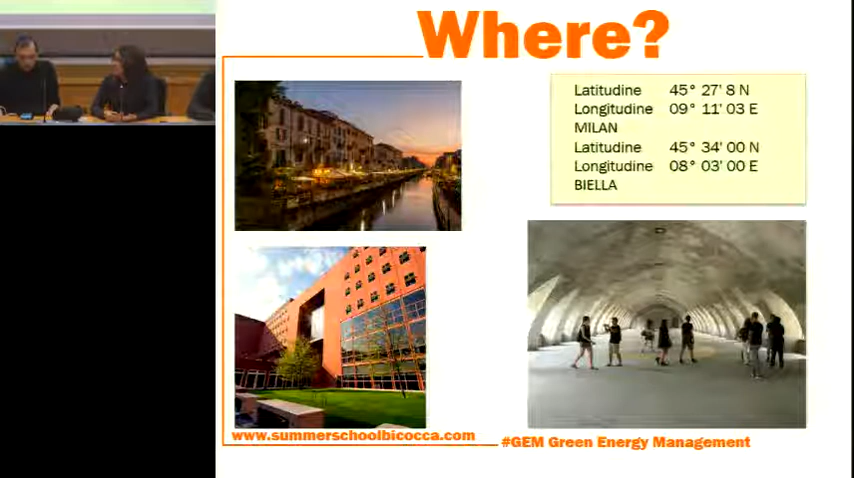 Where?
Latitudine 45° 27' 8 N
Longitudine 09° 11' 03 E
MILAN
Latitudine 45° 34' 00 N
Longitudine 08° 03' 00 E
BIELLA
www.summerschoolbicocca.com
#GEM Green Energy Management